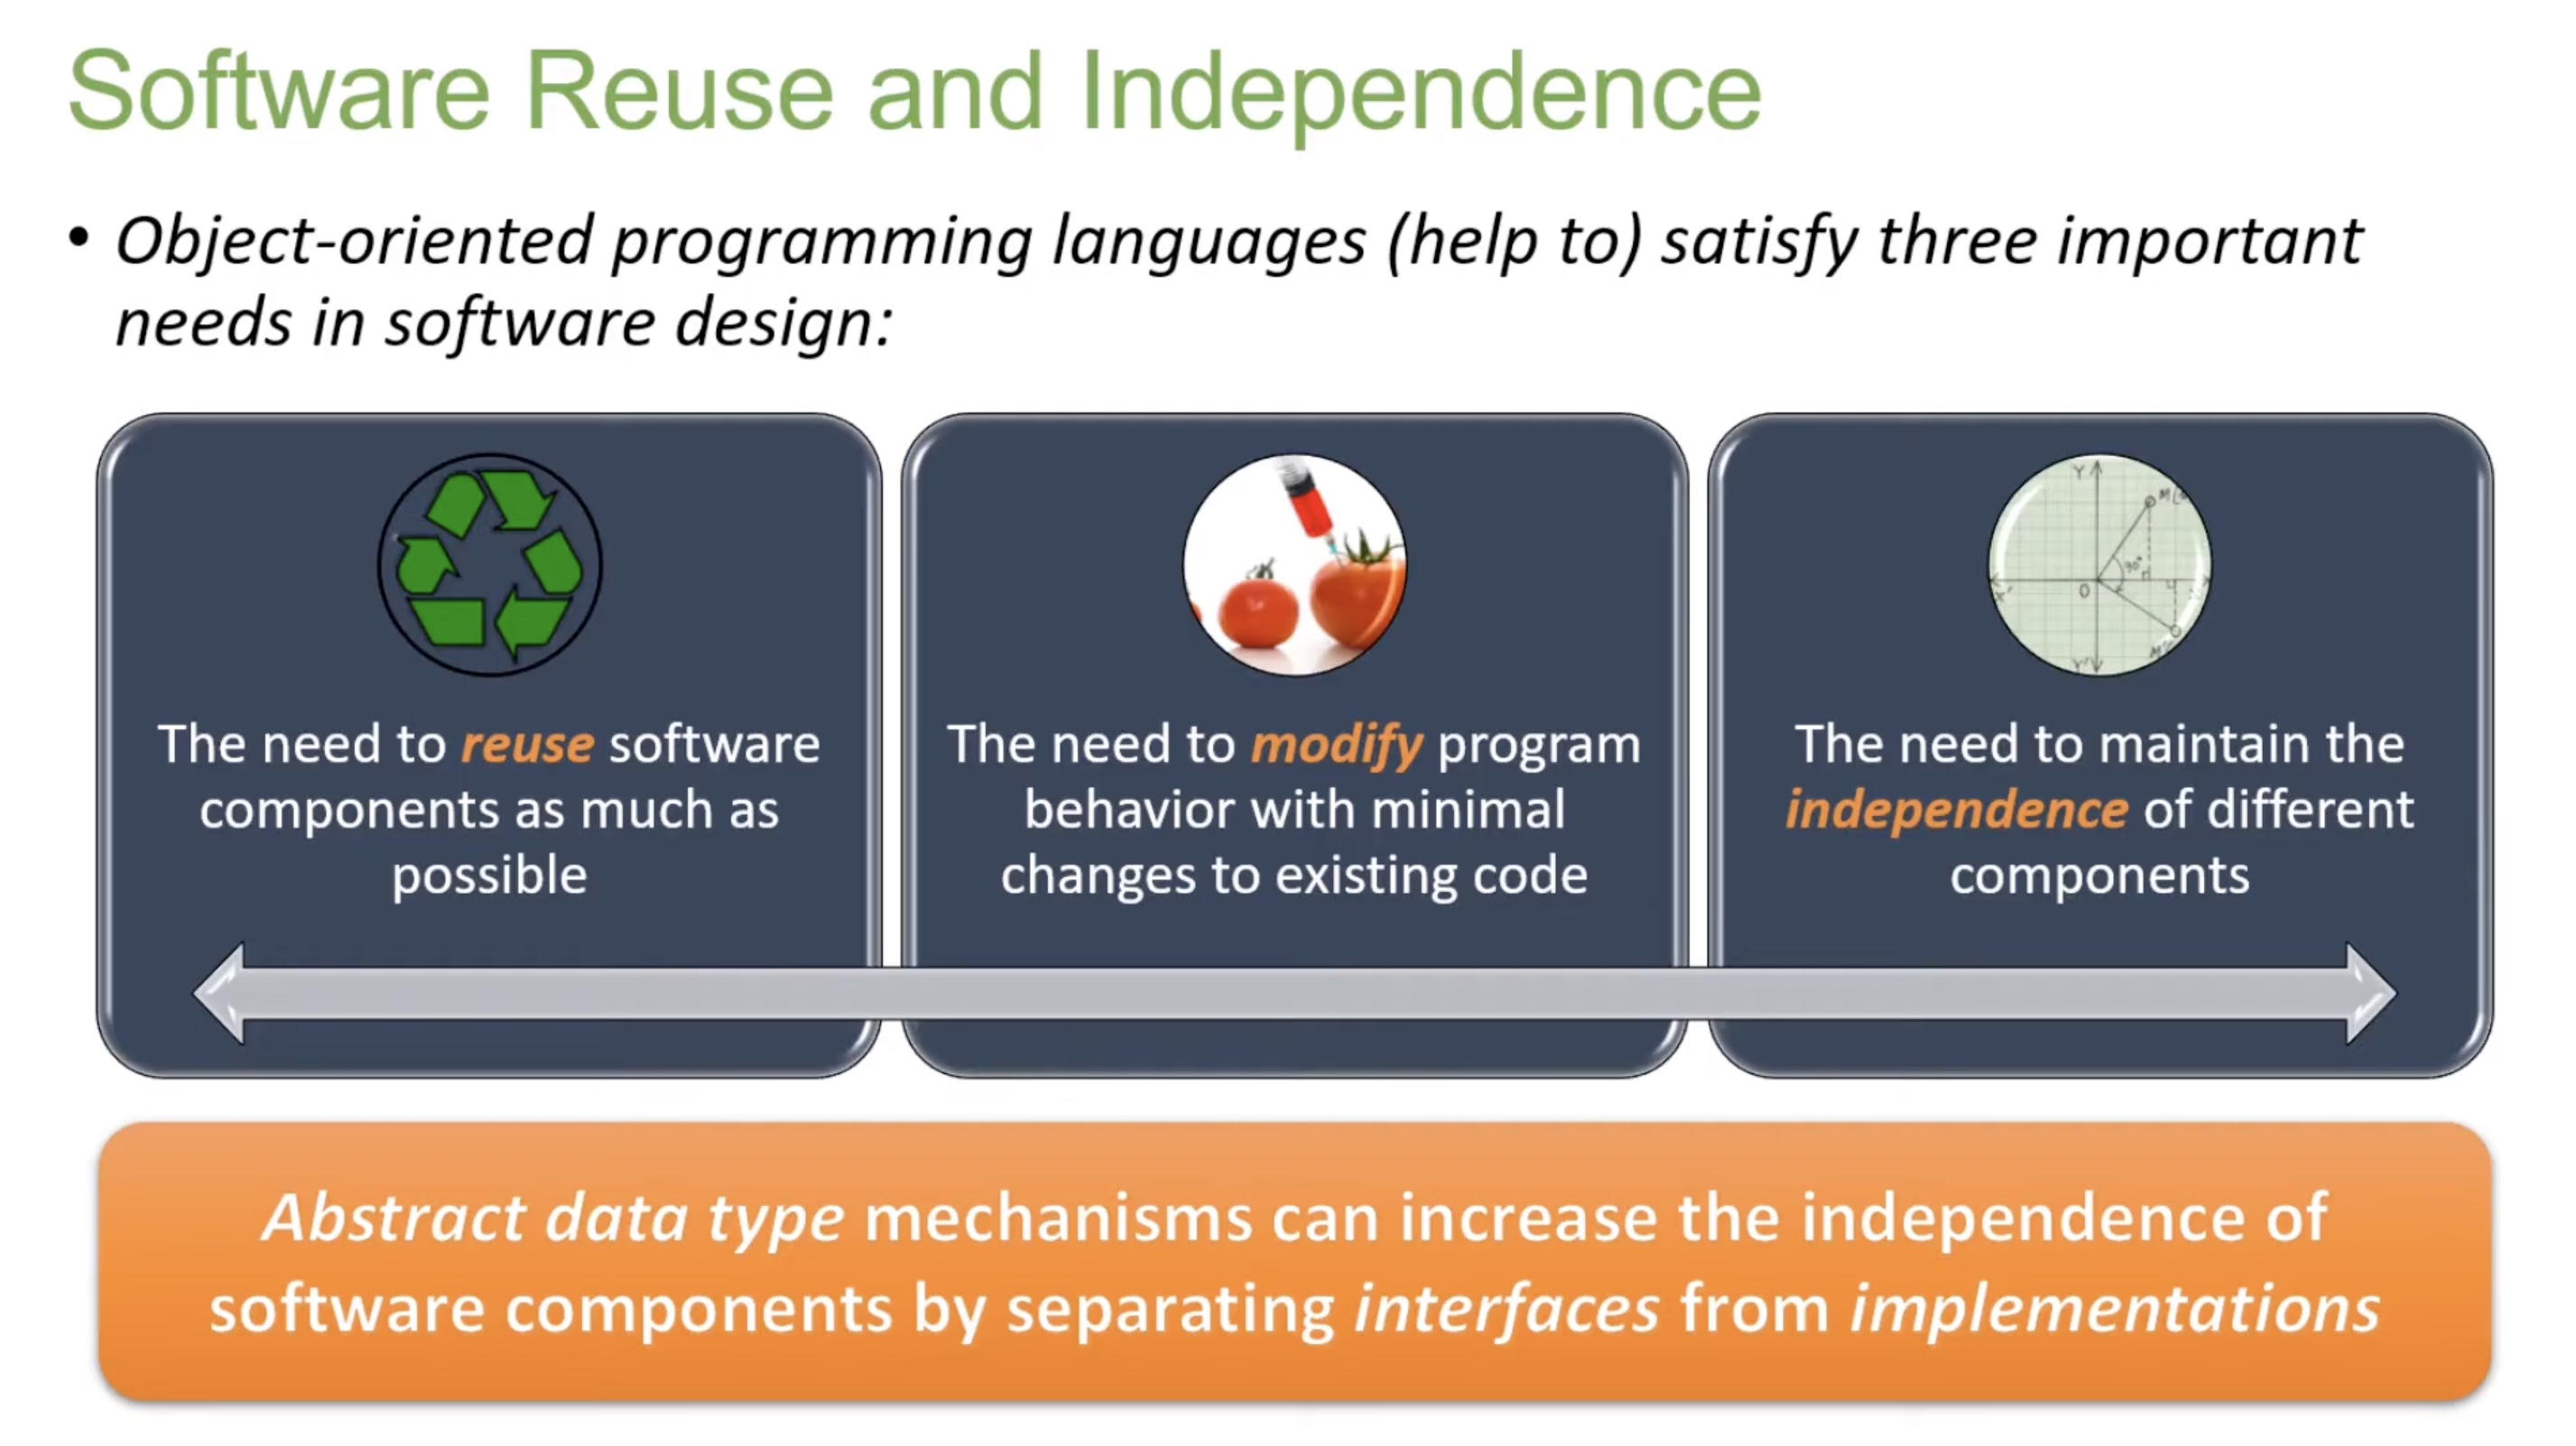 Software Reuse and Independence
• Object-oriented programming languages (help to) satisfy three important
needs in software design:
The need to reuse software
components as much as
possible
The need to modify program
behavior with minimal
changes to existing code
Y
M(
90°
O
X'
Y'
The need to maintain the
independence of different
components
Abstract data type mechanisms can increase the independence of
software components by separating interfaces from implementations